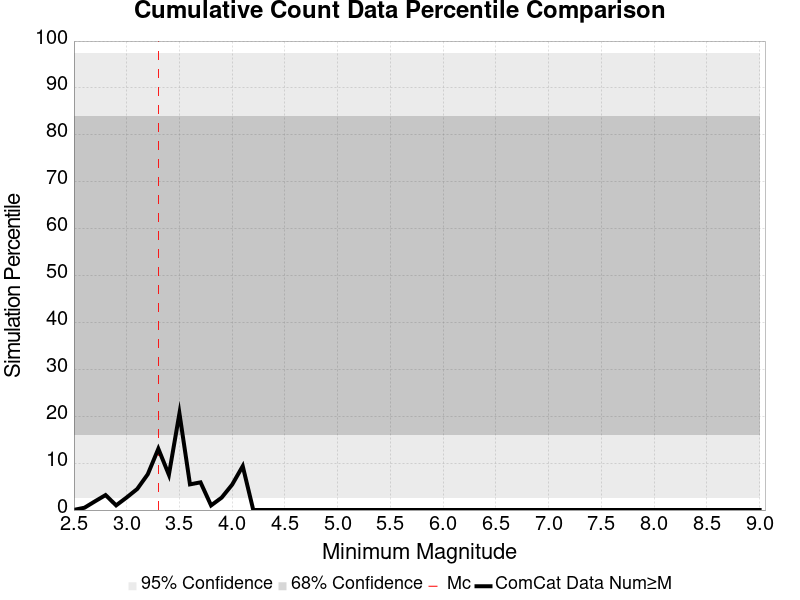 Cumulative Count Data Percentile Comparison
Simulation Percentile
100
90
80
70
60
50
40
30
20
10
0
2.5 3.0 3.5 4.0 4.5 5.0 5.5 6.0 6.5 7.0 7.5 8.0 8.5 9.0
Minimum Magnitude
95% Confidence 68% Confidence Mc ComCat Data Num≥M